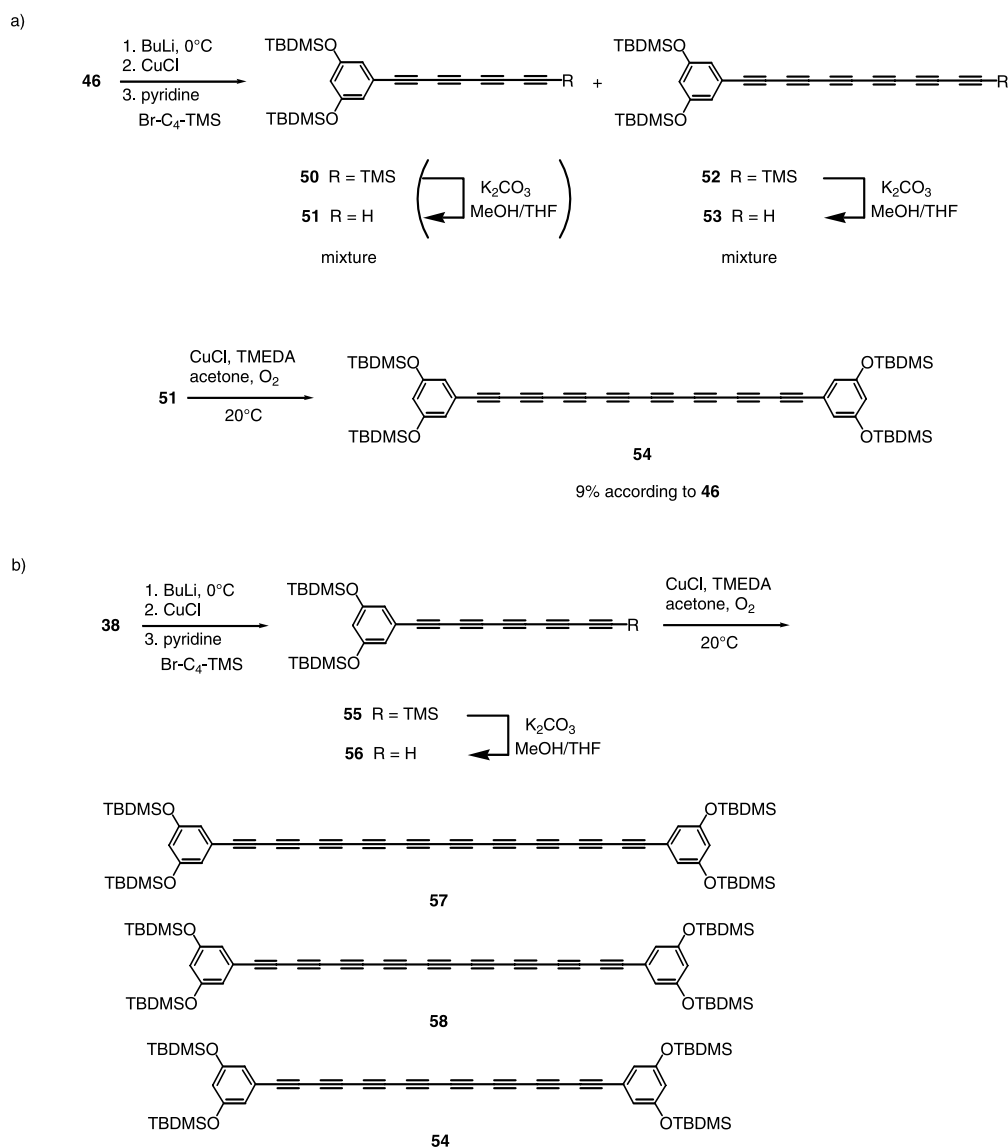 a)
46
1. BuLi, 0°C
2. CuCl
3. pyridine
Br-C4-TMS
TBDMSO
TBDMSO
R
+
TBDMSO
TBDMSO
R
50 R = TMS
51 R = H
K2CO3
MeOH/THF
mixture
52 R = TMS
53 R = H
K2CO3
MeOH/THF
mixture
51
CuCl, TMEDA
acetone, O2
20°C
TBDMSO
TBDMSO
OTBDMS
OTBDMS
54
9% according to 46
b)
38
1. BuLi, 0°C
2. CuCl
3. pyridine
Br-C4-TMS
TBDMSO
TBDMSO
R
CuCl, TMEDA
acetone, O2
20°C
55 R = TMS
56 R = H
K2CO3
MeOH/THF
TBDMSO
OTBDMS
TBDMSO
OTBDMS
57
TBDMSO
OTBDMS
TBDMSO
OTBDMS
58
TBDMSO
OTBDMS
TBDMSO
OTBDMS
54